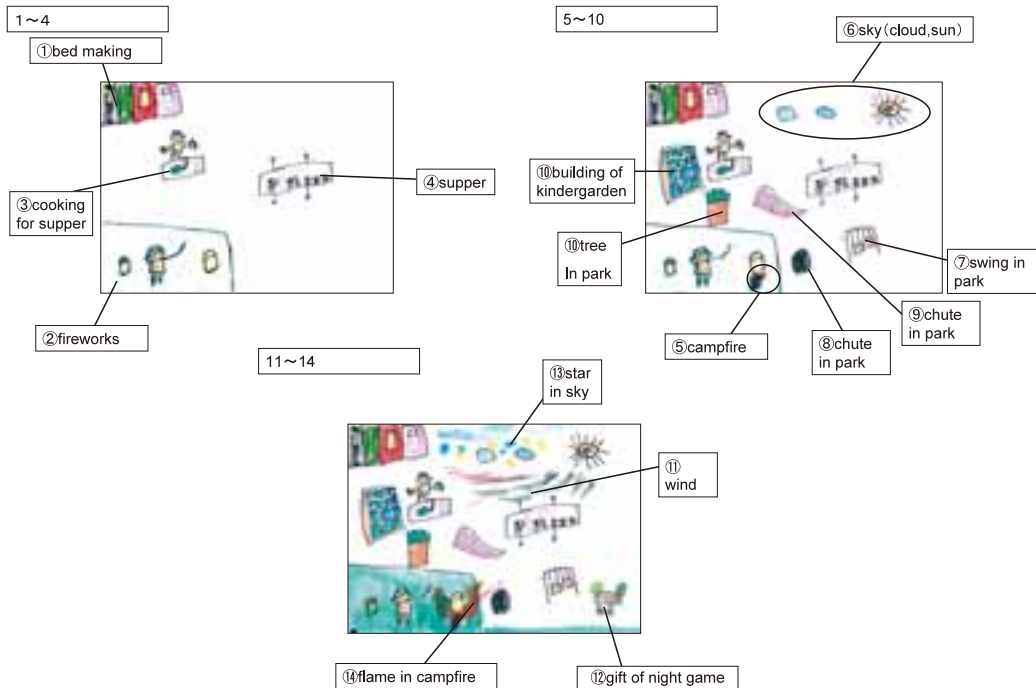 1〜4
①bed making
③cooking
for supper
④supper
②fireworks
5〜10
⑥sky(cloud,sun)
⑩building of
kindergarden
⑩tree
In park
⑦swing in
park
⑨chute
in park
⑧chute
in park
⑤campfire
11〜14
⑬star
in sky
⑪
wind
⑭flame in campfire
⑫gift of night game